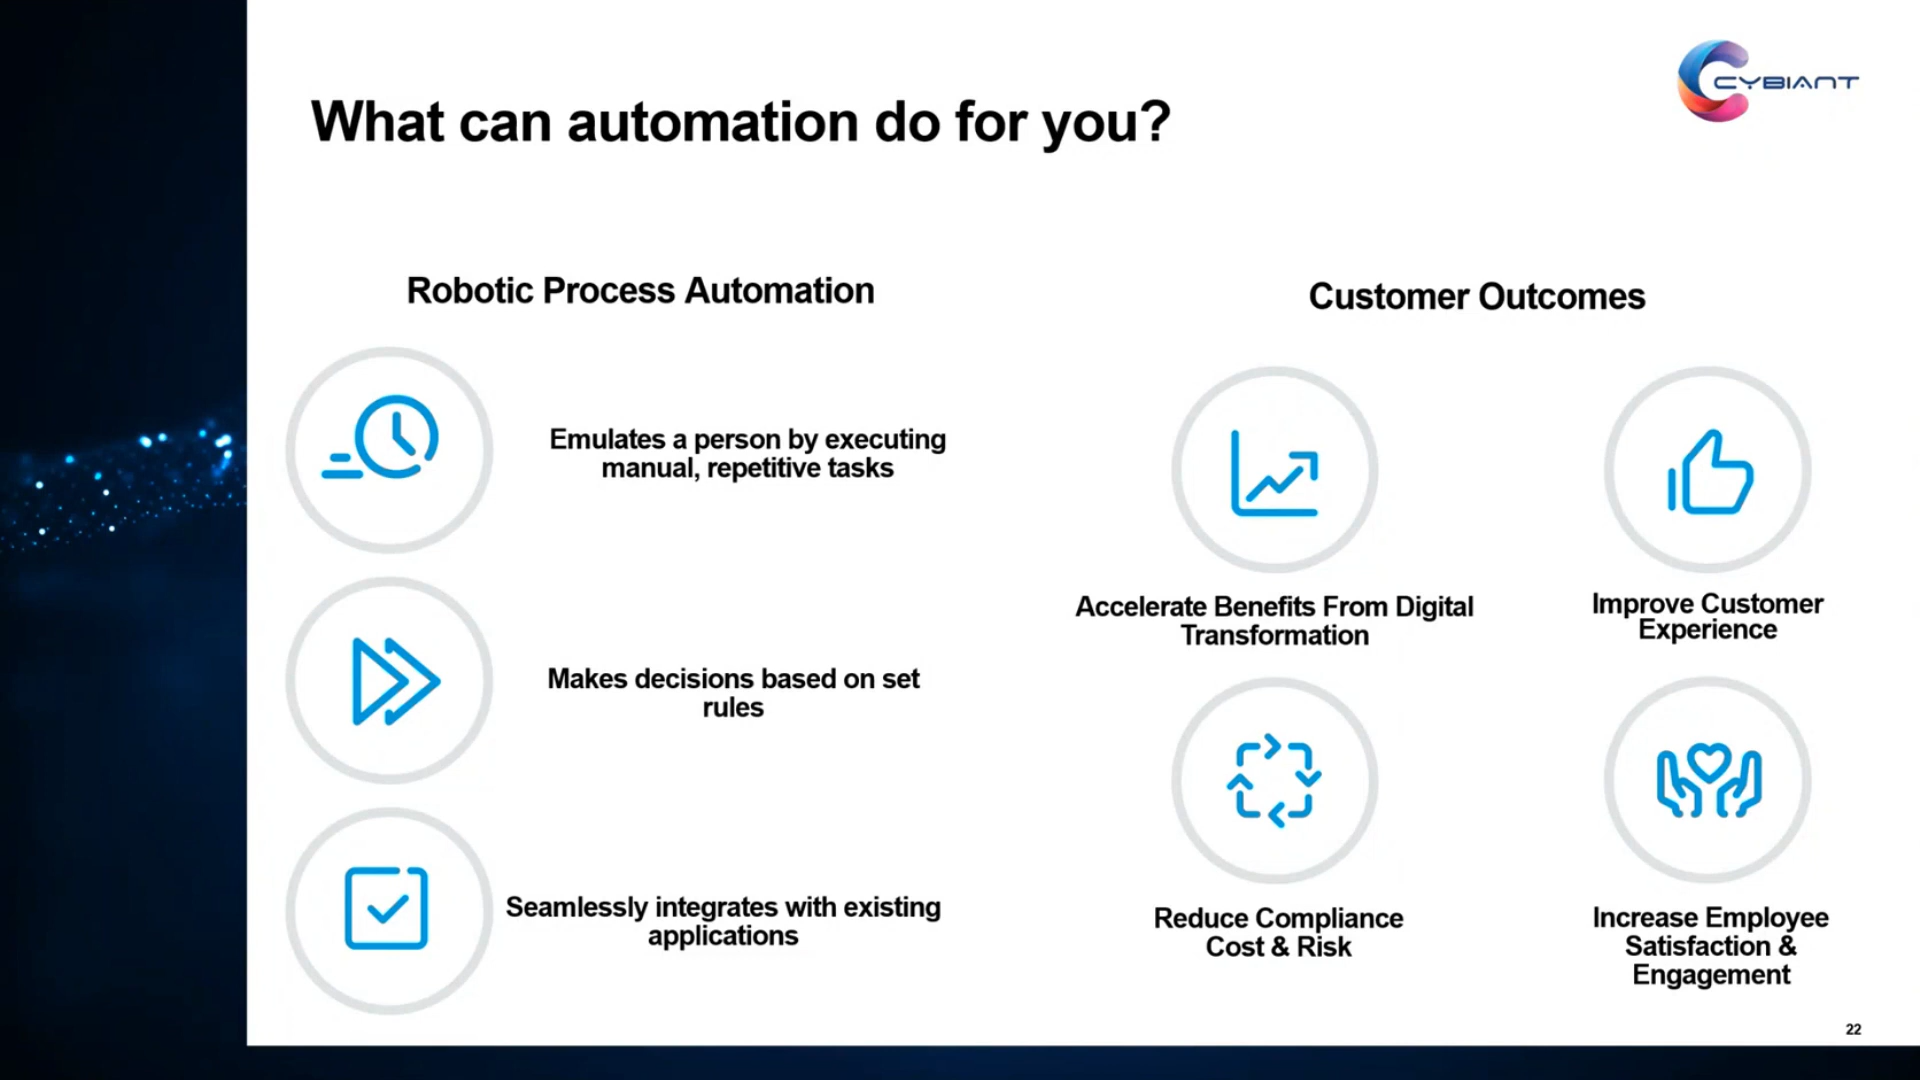 CYBIANT
What can automation do for you?
Robotic Process Automation
Emulates a person by executing
manual, repetitive tasks
Makes decisions based on set
rules
Seamlessly integrates with existing
applications
Customer Outcomes
Accelerate Benefits From Digital
Transformation
Improve Customer
Experience
Reduce Compliance
Cost & Risk
Increase Employee
Satisfaction &
Engagement
22